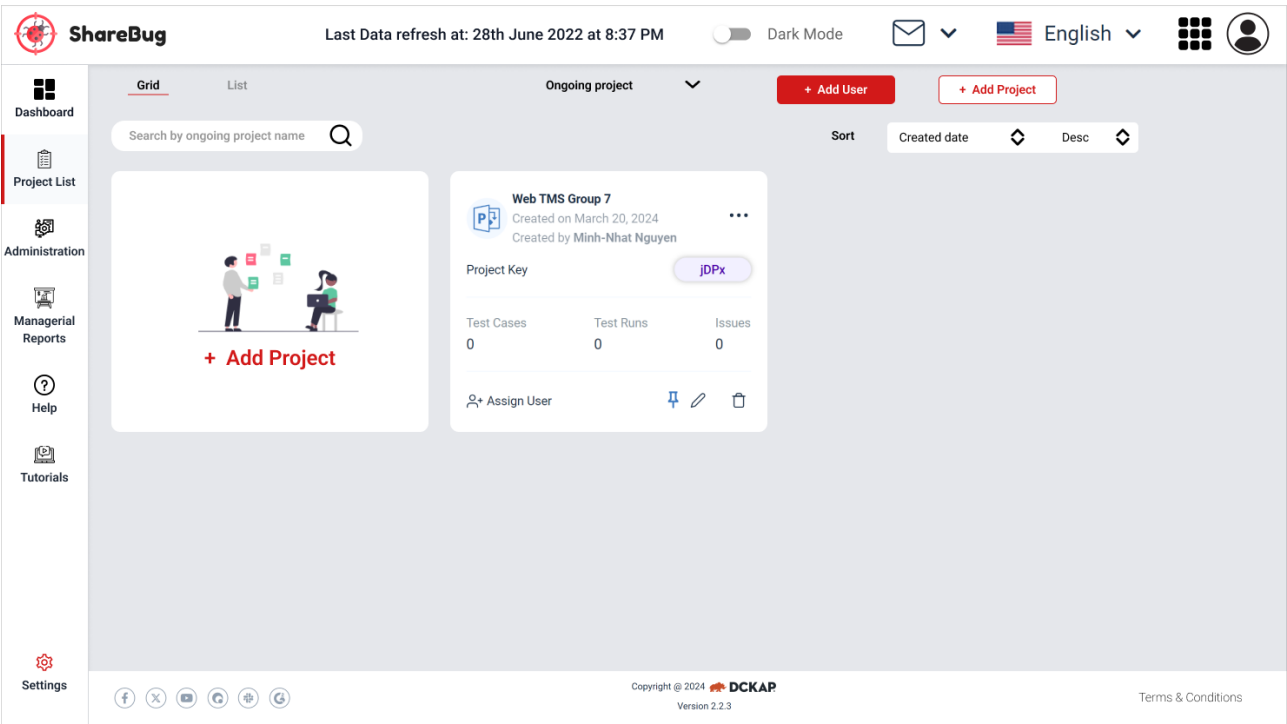 ShareBug
Last Data refresh at: 28th June 2022 at 8:37 PM
Dark Mode
English
Dashboard
Project List
Administration
Managerial
Reports
Help
Tutorials
Settings
Grid
List
Ongoing project
+ Add User
+ Add Project
Search by ongoing project name
Sort
Created date
Desc
+ Add Project
Web TMS Group 7
Created on March 20, 2024
Created by Minh-Nhat Nguyen
Project Key
jDPx
Test Cases
Test Runs
Issues
0
0
0
Assign User
Copyright @ 2024 DCKAP
Version 2.2.3
Terms & Conditions